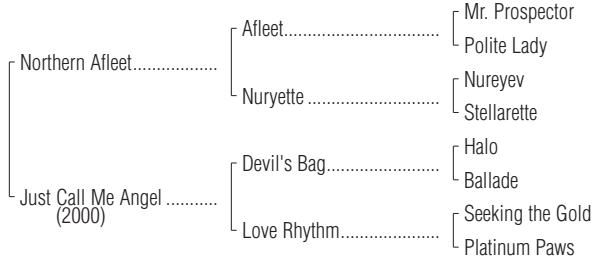 Mr. Prospector
Afleet
Polite Lady
Northern Afleet
Nureyev
Nuryette
Stellarette
Halo
Devil's Bag
Ballade
Just Call Me Angel
(2000)
Seeking the Gold
Love Rhythm
Platinum Paws